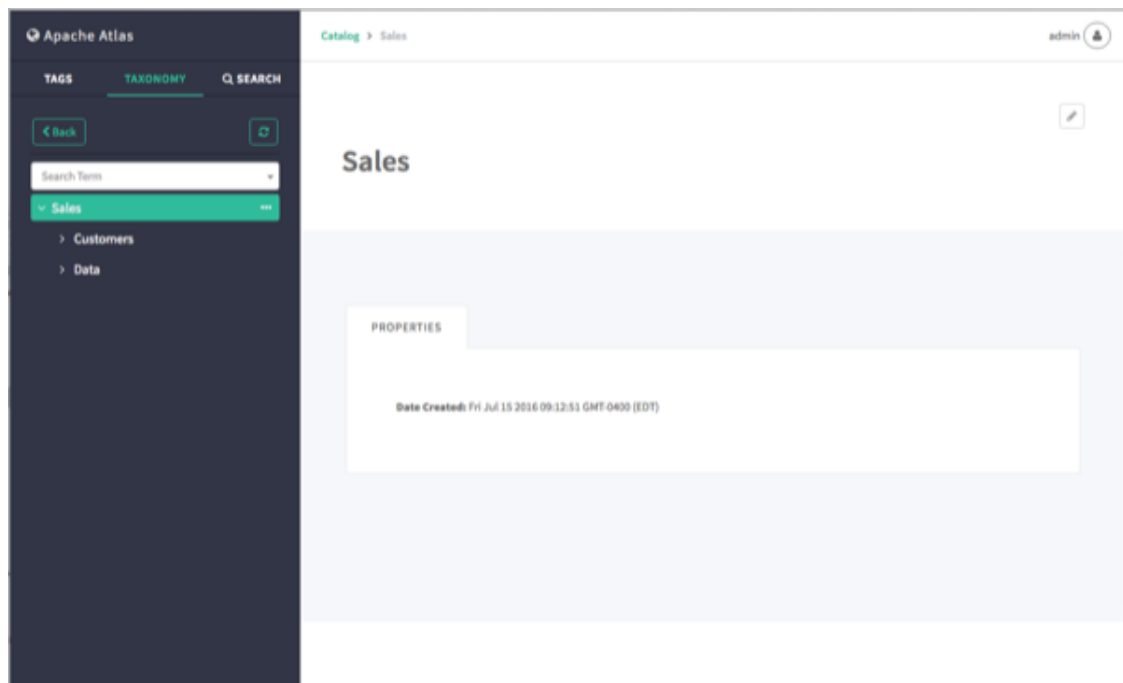 Apache Atlas
Catalog > Sales
admin
TAGS TAXONOMY SEARCH
Back
Search Term
Sales
Customers
Data
Sales
PROPERTIES
Date Created: Fri Jul 15 2016 09:12:51 GMT-0400 (EDT)